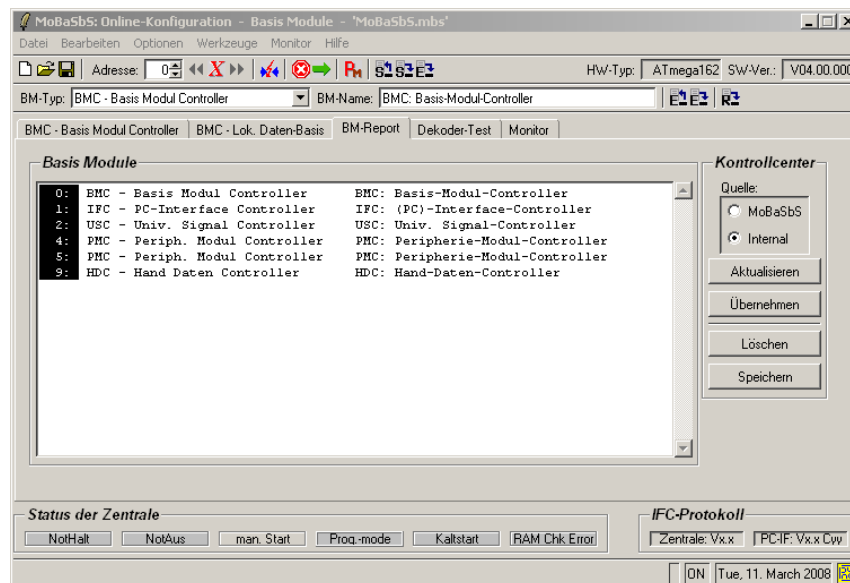 MoBaSbS: Online-Konfiguration - Basis Module - 'MoBaSbS.mbs'
Datei Bearbeiten Optionen Werkzeuge Monitor Hilfe
Adresse: 0 HW-Typ: ATmega162 SW-Ver.: V04.00.000
BM-Typ: BMC - Basis Modul Controller BM-Name: BMC: Basis-Modul-Controller
BMC - Basis Modul Controller BMC - Lok. Daten-Basis BM-Report Dekoder-Test Monitor
Basis Module
0: BMC - Basis Modul Controller BMC: Basis-Modul-Controller
1: IFC - PC-Interface Controller IFC: (PC)-Interface-Controller
2: USC - Univ. Signal Controller USC: Univ. Signal-Controller
4: PMC - Periph. Modul Controller PMC: Peripherie-Modul-Controller
5: PMC - Periph. Modul Controller PMC: Peripherie-Modul-Controller
9: HDC - Hand Daten Controller HDC: Hand-Daten-Controller
Kontrollcenter
Quelle:
MoBaSbS
Internal
Aktualisieren
Übernehmen
Löschen
Speichern
Status der Zentrale
NotHalt NotAus man. Start Prog.-mode Kaltstart RAM Chk Error
IFC-Protokoll
Zentrale: Vx.x PC-IF: Vx.x Cyy
ON Tue, 11. March 2008